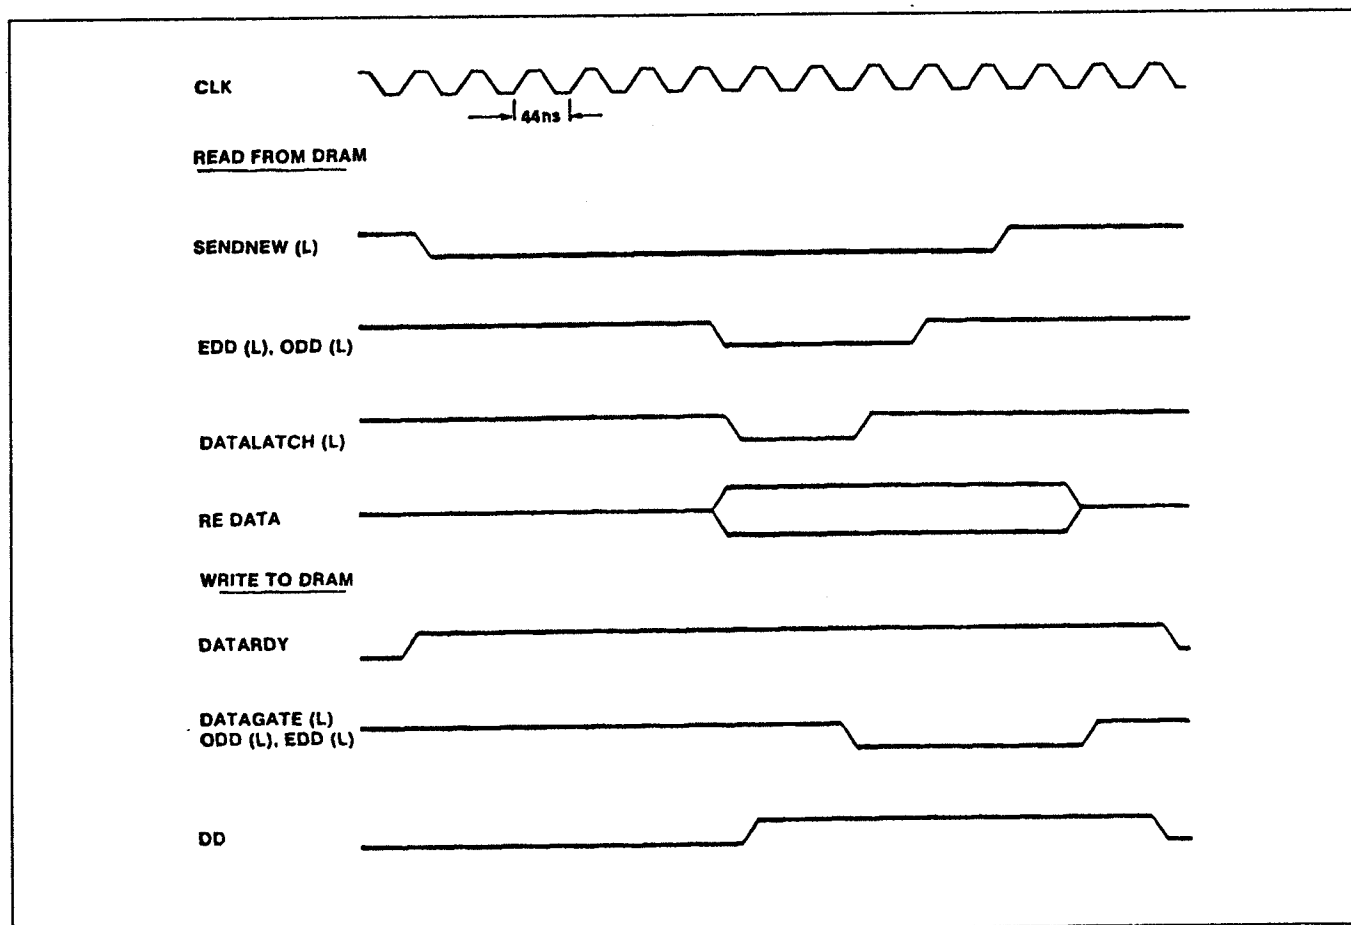 CLK
44ns
READ FROM DRAM
SENDNEW (L)
EDD (L), ODD (L)
DATALATCH (L)
RE DATA
WRITE TO DRAM
DATARDY
DATAGATE (L)
ODD (L), EDD (L)
DD